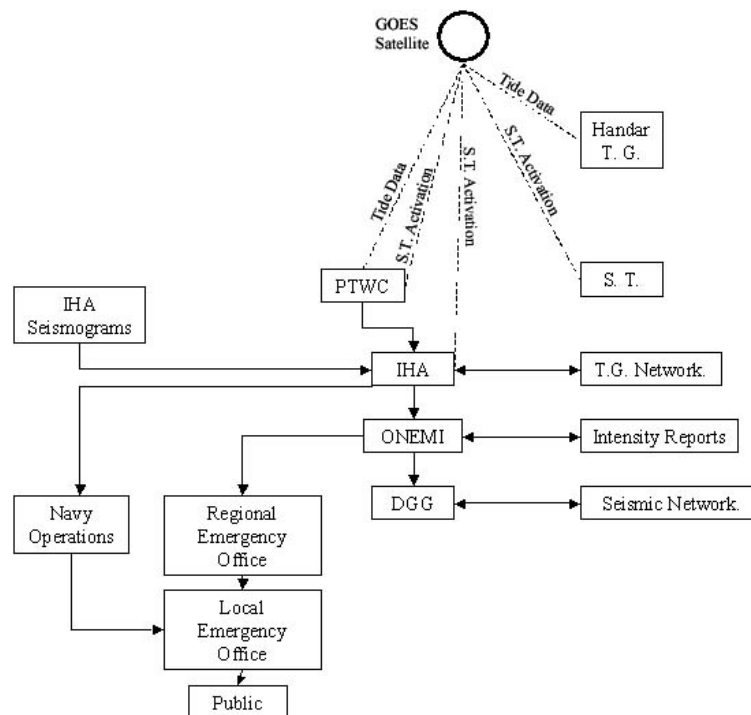 GOES
Satellite
Tide Data
Handar
T. G.
S.T. Activation
S.T. Activation
Tide Data
S.T. Activation
PTWC
S. T.
IHA
Seismograms
IHA
T.G. Network.
ONEMI
Intensity Reports
DGG
Seismic Network.
Navy
Operations
Regional
Emergency
Office
Local
Emergency
Office
Public